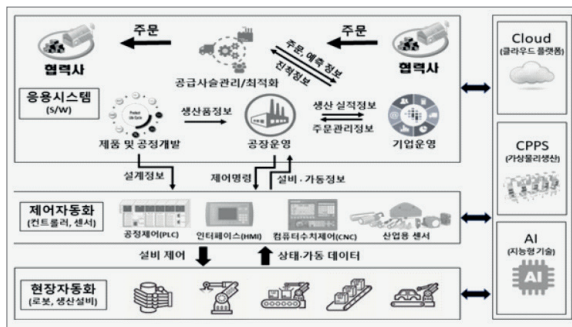 주문
주문
협력사
협력사
공급사슬관리/최적화
주문, 예측 정보
진척정보
응용시스템
(S/W)
제품 및 공정개발
생산품정보
공장운영
생산 실적정보
주문관리정보
기업운영
설계정보
제어명령
설비·가동정보
제어자동화
(컨트롤러, 센서)
공정제어(PLC)
인터페이스(HMI)
컴퓨터수치제어(CNC)
산업용 센서
설비 제어
상태·가동 데이터
현장자동화
(로봇, 생산설비)
Cloud
(클라우드 플랫폼)
CPPS
(가상물리생산)
AI
(지능형 기술)
AI